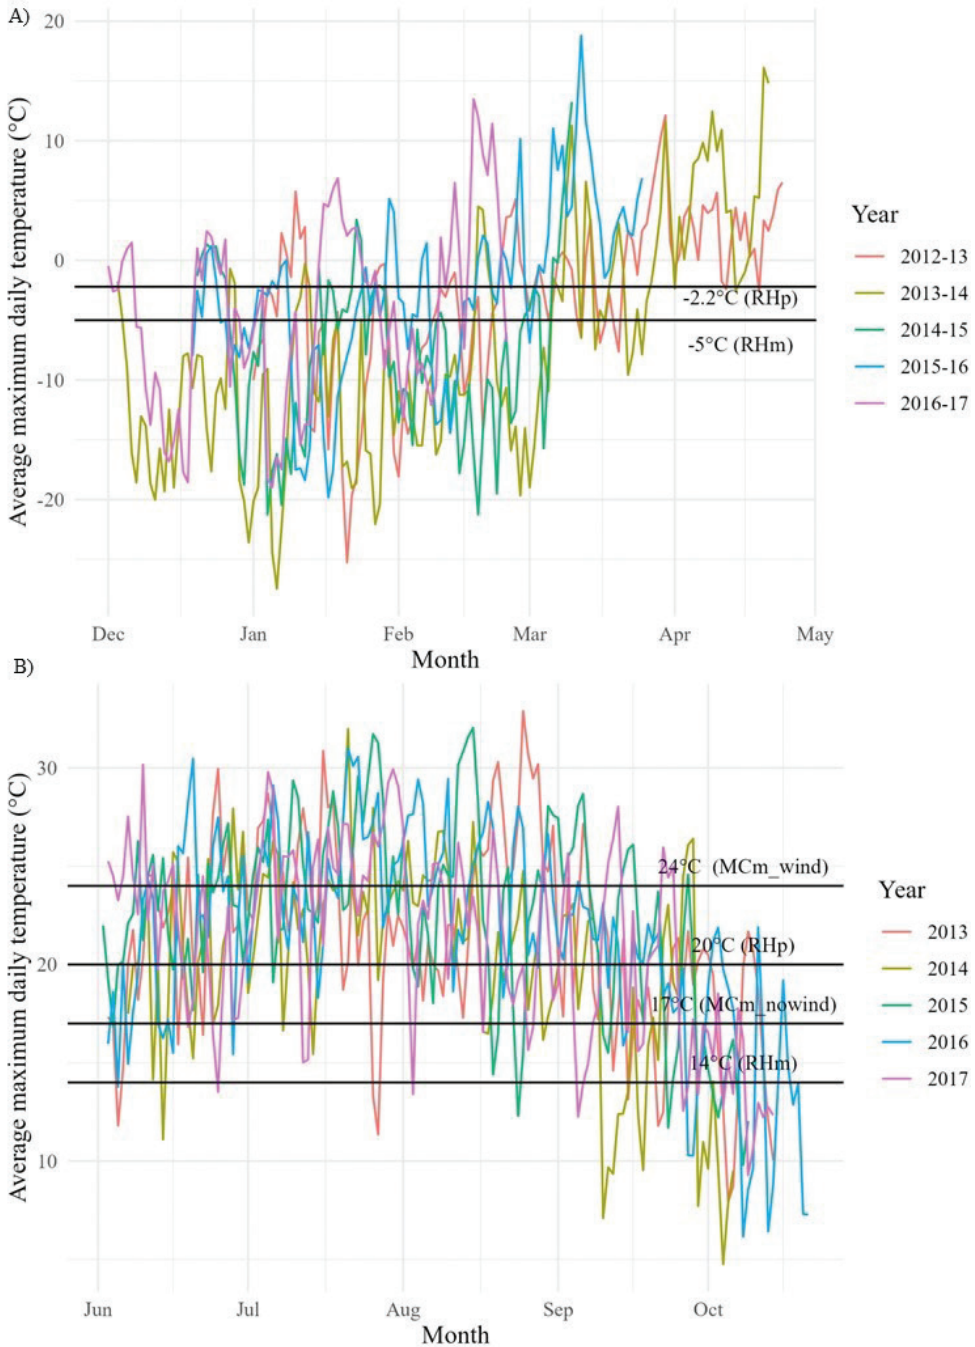 A)
Average maximum daily temperature (°C)
20
10
0
-10
-20
-2.2°C (RHp)
-5°C (RHm)
Dec Jan Feb Mar Apr May
Month
Year
2012-13
2013-14
2014-15
2015-16
2016-17
B)
Average maximum daily temperature (°C)
30
20
10
24°C (MCm_wind)
20°C (RHp)
17°C (MCm_nowind)
14°C (RHm)
Jun Jul Aug Sep Oct
Month
Year
2013
2014
2015
2016
2017